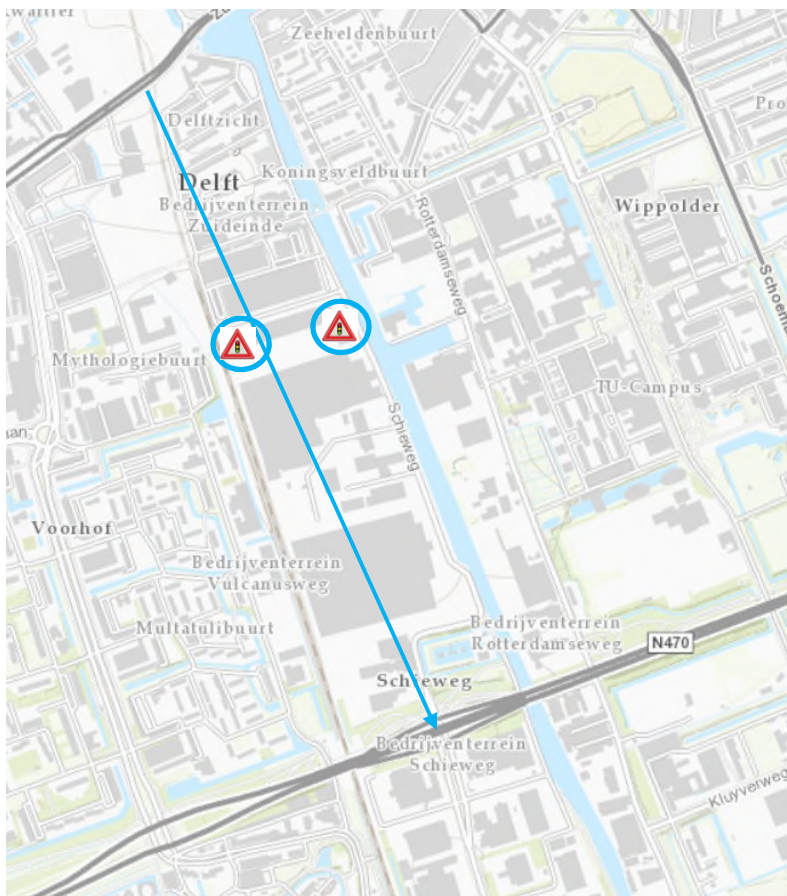 Zeeheldenbuurt
Delftzicht
Koningsveldbuurt
Delft
Bedrijventerrein
Zuideinde
Rotterdamseweg
Wippolder
Mythologiebuurt
TU-Campus
Schieweg
Voorhof
Bedrijventerrein
Vulcanusweg
Multatulibuurt
Bedrijventerrein
Rotterdamseweg
N470
Schieweg
Bedrijventerrein
Schieweg
Kluyverweg